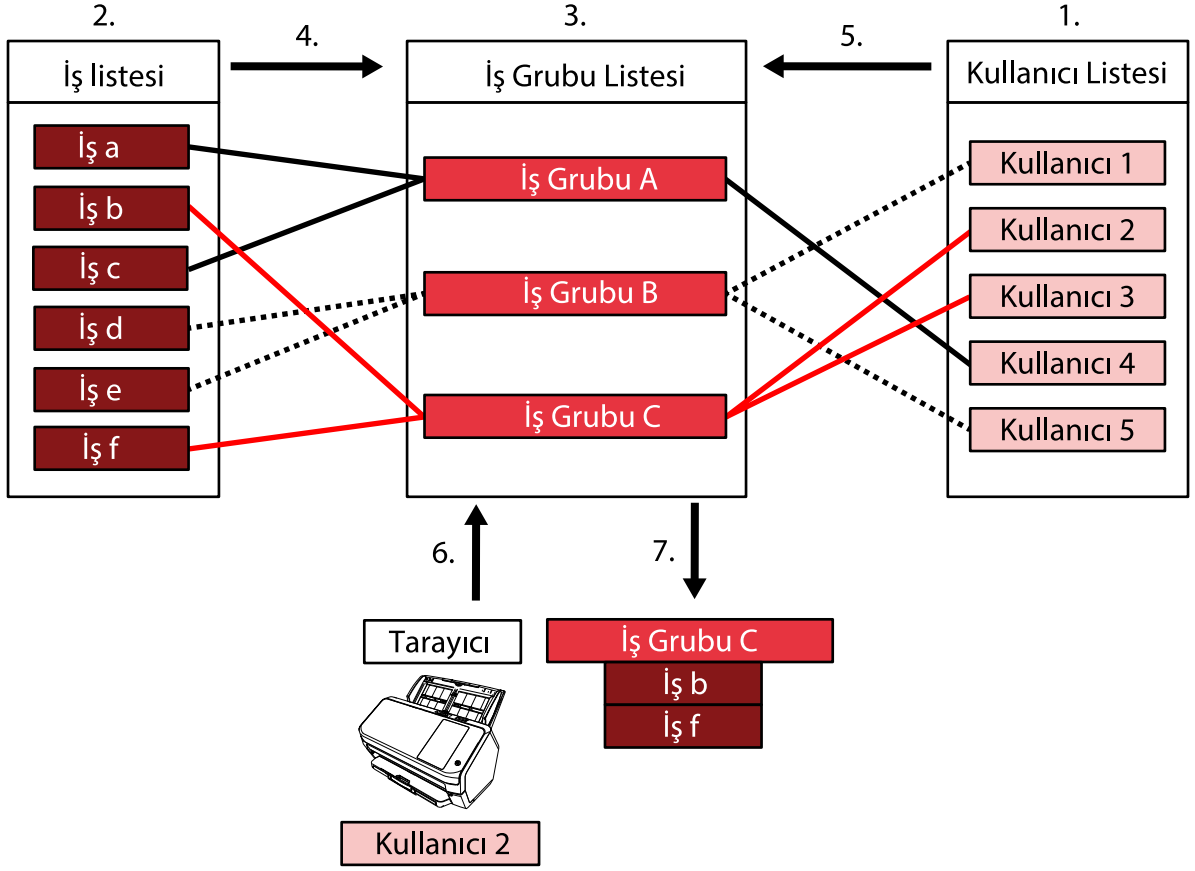 2.
3.
1.
4.
5.
İş listesi
İş Grubu Listesi
Kullanıcı Listesi
İş a
İş b
İş c
İş d
İş e
İş f
İş Grubu A
İş Grubu B
İş Grubu C
Kullanıcı 1
Kullanıcı 2
Kullanıcı 3
Kullanıcı 4
Kullanıcı 5
6.
7.
Tarayıcı
Kullanıcı 2
İş Grubu C
İş b
İş f